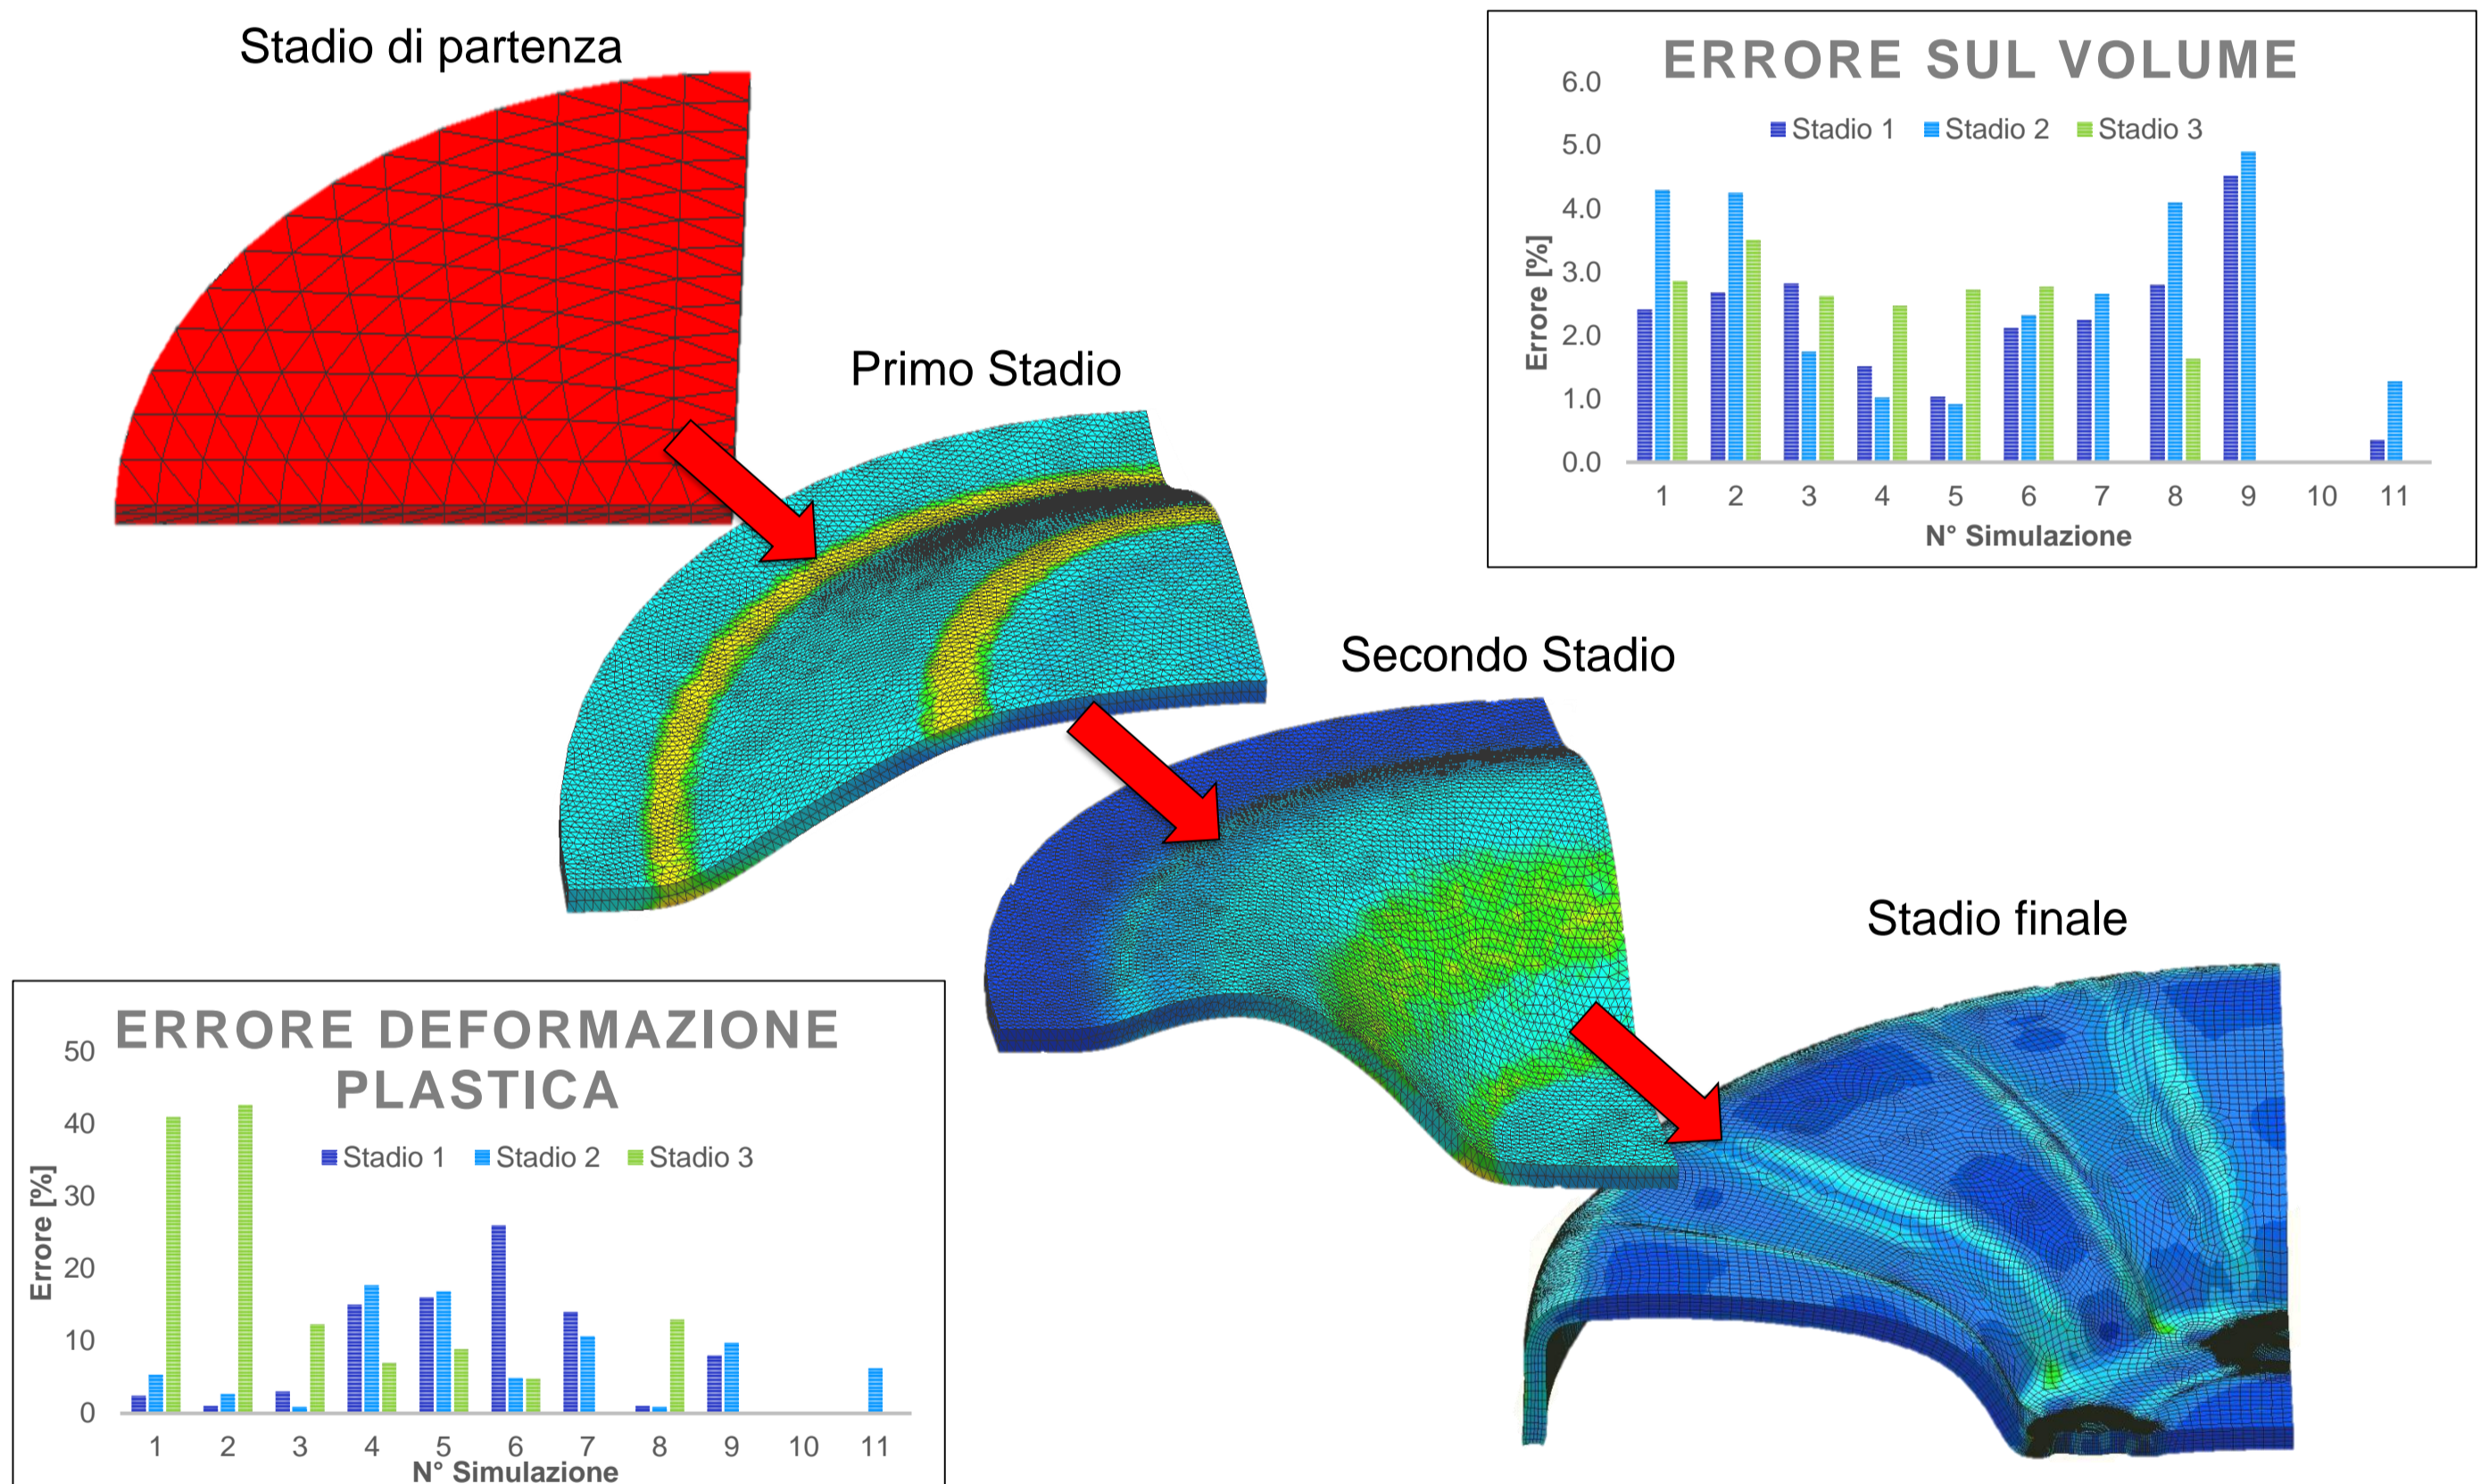 Stadio di partenza
ERRORE SUL VOLUME
6.0
Stadio 1 Stadio 2 Stadio 3
5.0
4.0
3.0
2.0
1.0
0.0
Errore [%]
1 2 3 4 5 6 7 8 9 10 11
N° Simulazione
Primo Stadio
Secondo Stadio
Stadio finale
ERRORE DEFORMAZIONE
PLASTICA
50
40
Stadio 1 Stadio 2 Stadio 3
30
20
10
0
Errore [%]
1 2 3 4 5 6 7 8 9 10 11
N° Simulazione